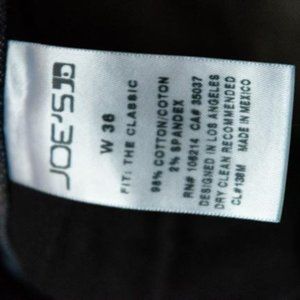 JOE'S JD
W 36
FIT: THE CLASSIC
98% COTTON/COTON
2% SPANDEX
RN# 106214 CA# 35037
DESIGNED IN LOS ANGELES
DRY CLEAN RECOMMENDED
CL#136M MADE IN MEXICO